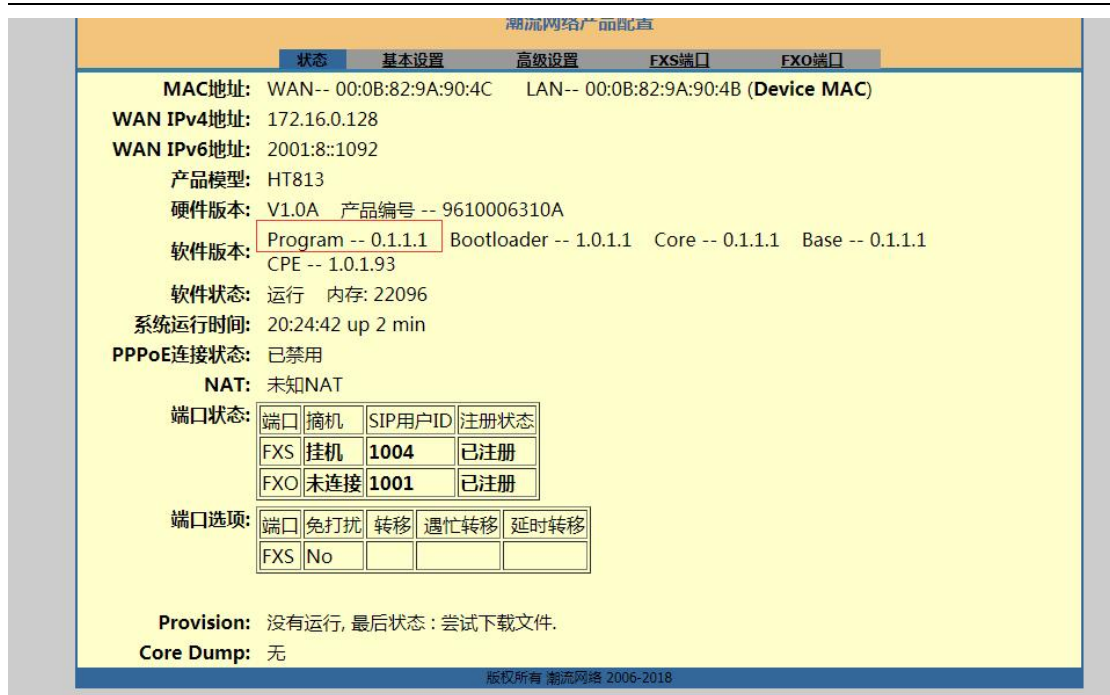 潮流网络产品配置
状态 基本设置 高级设置 FXS端口 FXO端口
MAC地址: WAN-- 00:0B:82:9A:90:4C LAN-- 00:0B:82:9A:90:4B (Device MAC)
WAN IPv4地址: 172.16.0.128
WAN IPv6地址: 2001:8::1092
产品模型: HT813
硬件版本: V1.0A 产品编号 -- 9610006310A
软件版本: Program -- 0.1.1.1 Bootloader -- 1.0.1.1 Core -- 0.1.1.1 Base -- 0.1.1.1
CPE -- 1.0.1.93
软件状态: 运行 内存: 22096
系统运行时间: 20:24:42 up 2 min
PPPoE连接状态: 已禁用
NAT: 未知NAT
端口状态: 端口 摘机 SIP用户ID 注册状态
FXS 挂机 1004 已注册
FXO 未连接 1001 已注册
端口选项: 端口 免打扰 转移 遇忙转移 延时转移
FXS No
Provision: 没有运行, 最后状态 : 尝试下载文件.
Core Dump: 无
版权所有 潮流网络 2006-2018